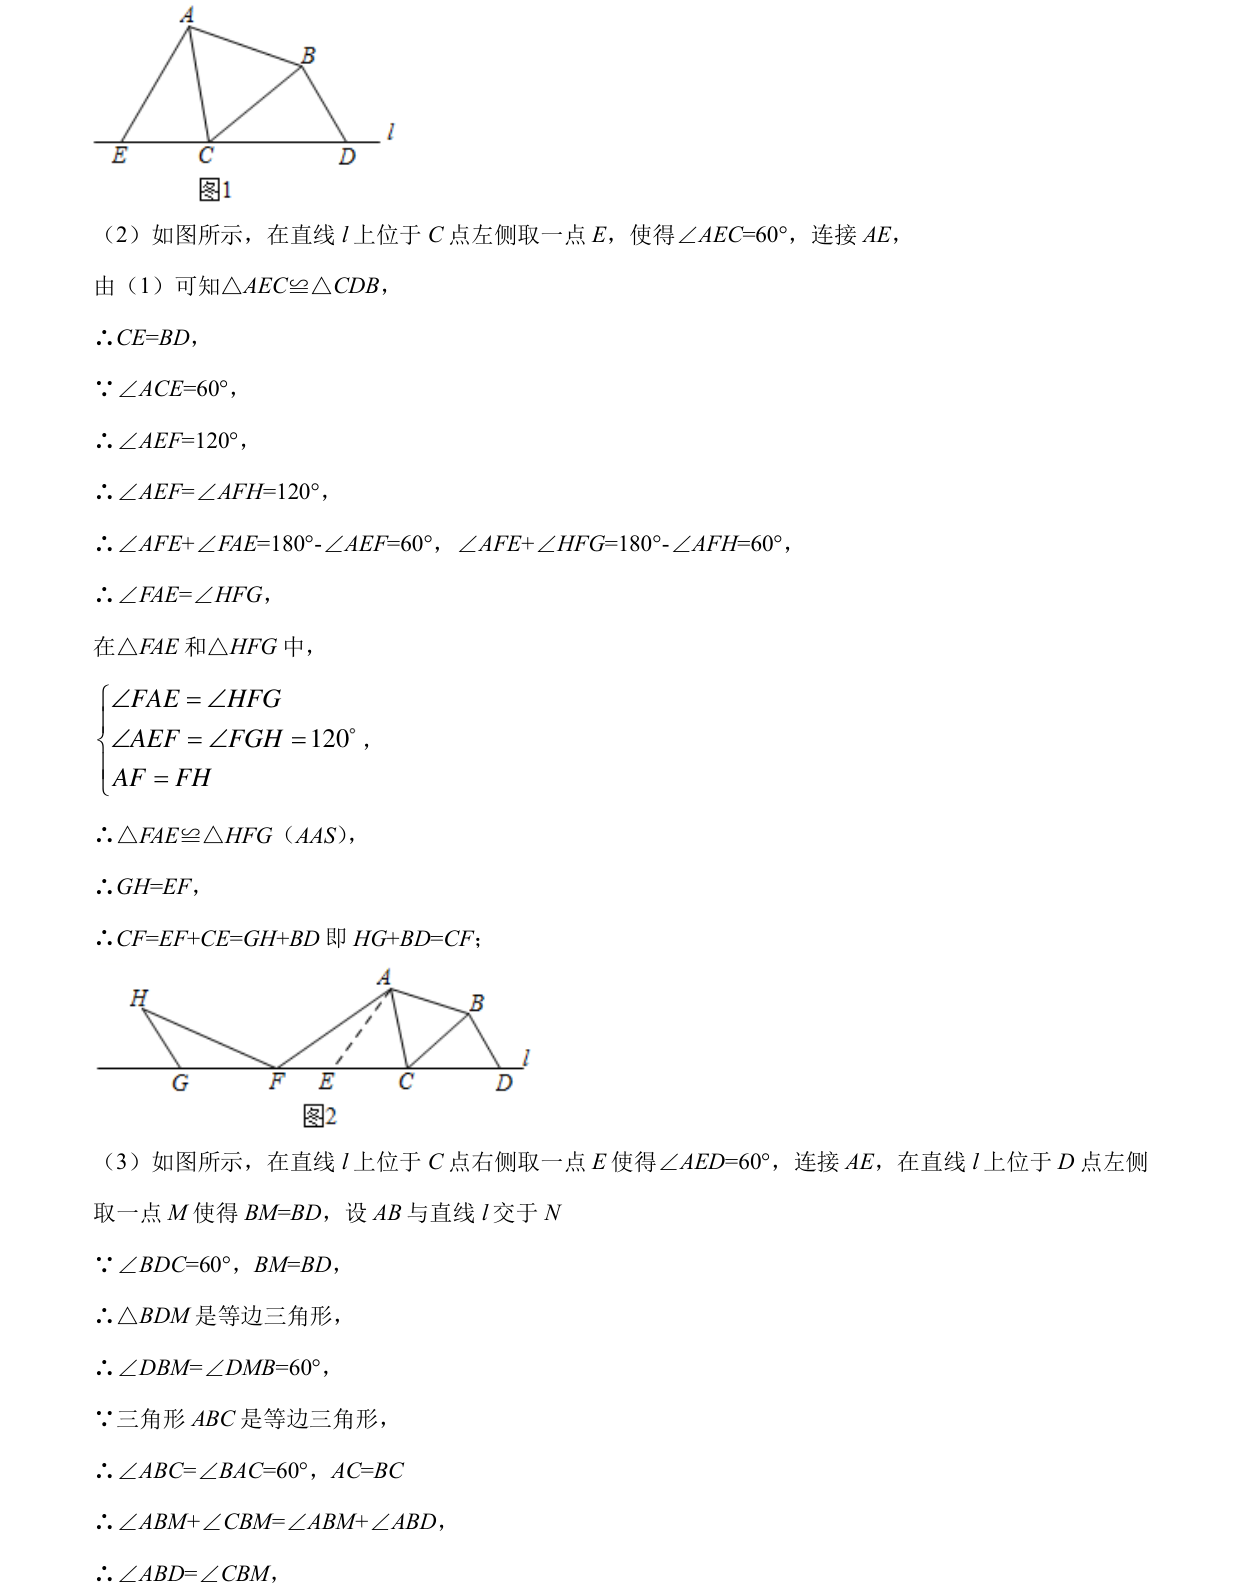 A
B
l
E
C
D
图1
（2）如图所示，在直线 l 上位于 C 点左侧取一点 E，使得∠AEC=60°，连接 AE，
由（1）可知△AEC≌△CDB，
∴CE=BD，
∵∠ACE=60°，
∴∠AEF=120°，
∴∠AEF=∠AFH=120°，
∴∠AFE+∠FAE=180°-∠AEF=60°，∠AFE+∠HFG=180°-∠AFH=60°，
∴∠FAE=∠HFG，
在△FAE 和△HFG 中，
∠FAE = ∠HFG
∠AEF = ∠FGH = 120°，
AF = FH
∴△FAE≌△HFG（AAS），
∴GH=EF，
∴CF=EF+CE=GH+BD 即 HG+BD=CF；
A
H
B
l
G
F
E
C
D
图2
（3）如图所示，在直线 l 上位于 C 点右侧取一点 E 使得∠AED=60°，连接 AE，在直线 l 上位于 D 点左侧
取一点 M 使得 BM=BD，设 AB 与直线 l 交于 N
∵∠BDC=60°，BM=BD，
∴△BDM 是等边三角形，
∴∠DBM=∠DMB=60°，
∵三角形 ABC 是等边三角形，
∴∠ABC=∠BAC=60°，AC=BC
∴∠ABM+∠CBM=∠ABM+∠ABD，
∴∠ABD=∠CBM，